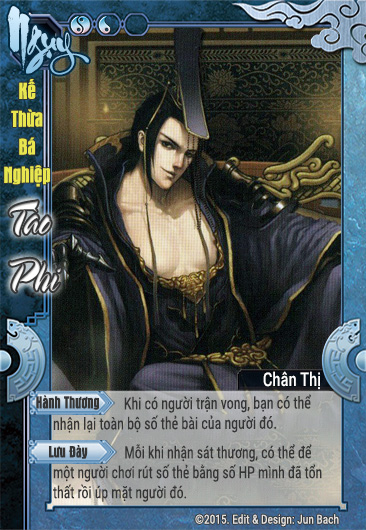 Ngụy
Kế
Thừa
Bá
Nghiệp
Tào
Phi
Chân Thị
Hành Thương
Khi có người trận vong, bạn có thể
nhận lại toàn bộ số thẻ bài của người đó.
Lưu Đày
Mỗi khi nhận sát thương, có thể để
một người chơi rút số thẻ bằng số HP mình đã tổn
thất rồi úp mặt người đó.
©2015. Edit & Design: Jun Bach